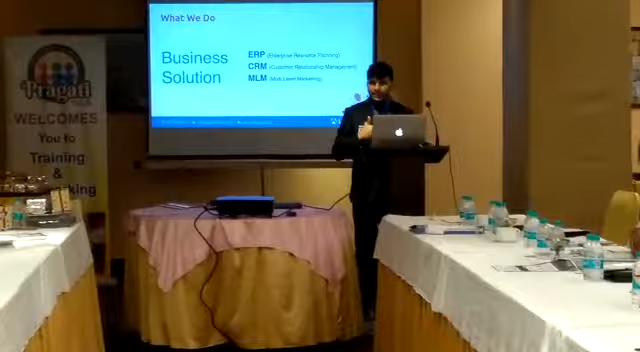 What We Do
Business
Solution
ERP (Enterprise Resource Planning)
CRM (Customer Relationship Management)
MLM (Multi Level Marketing)
Pragati
WELCOMES
You to
Training
&
king